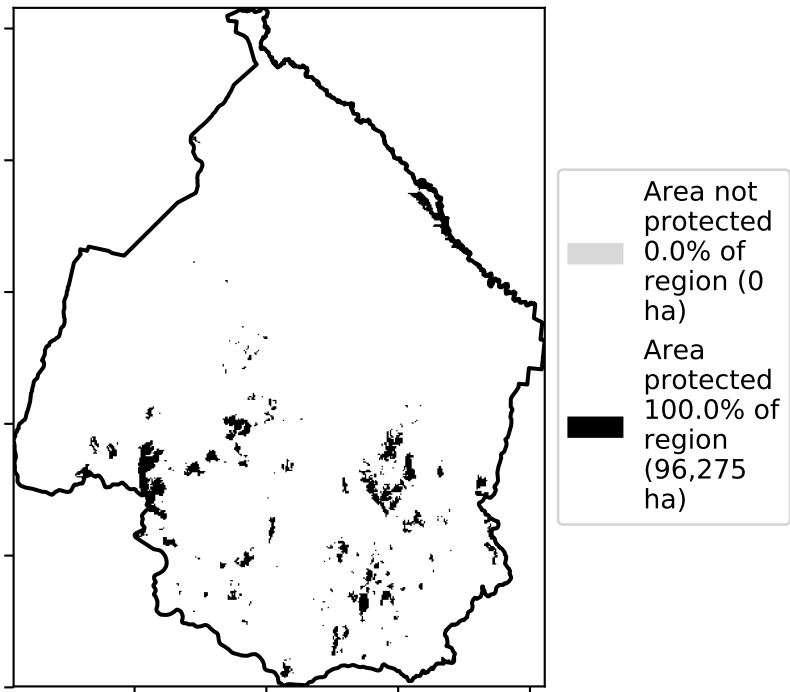 Area not
protected
0.0% of
region (0
ha)
Area
protected
100.0% of
region
(96,275
ha)